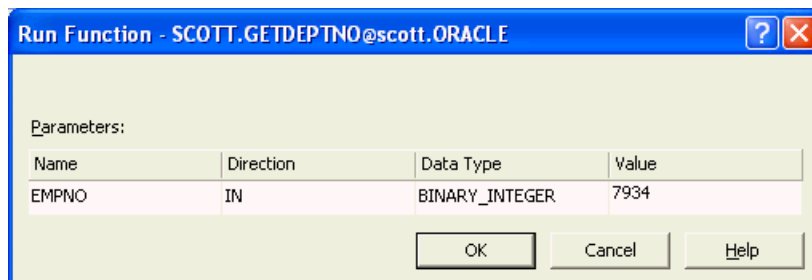 Run Function - SCOTT.GETDEPTNO@scott.ORACLE ?
Parameters:
Name Direction Data Type Value
EMPNO IN BINARY_INTEGER 7934
OK Cancel Help